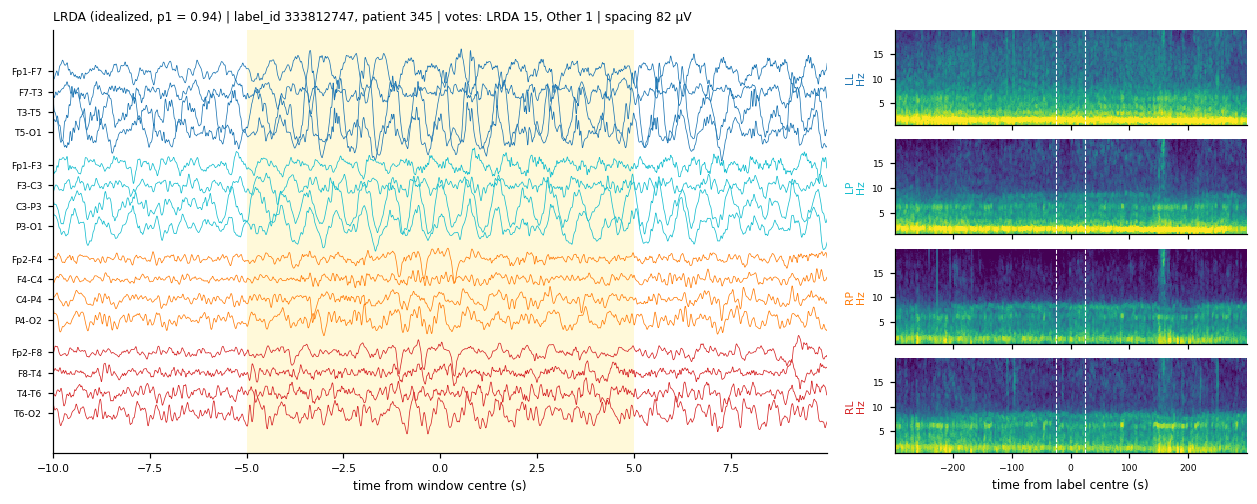 LRDA (idealized, p1 = 0.94) | label_id 333812747, patient 345 | votes: LRDA 15, Other 1 | spacing 82 µV
Fp1-F7
F7-T3
T3-T5
T5-O1
Fp1-F3
F3-C3
C3-P3
P3-O1
Fp2-F4
F4-C4
C4-P4
P4-O2
Fp2-F8
F8-T4
T4-T6
T6-O2
−10.0 −7.5 −5.0 −2.5 0.0 2.5 5.0 7.5
time from window centre (s)
LL
Hz
15
10
5
LP
Hz
15
10
5
RP
Hz
15
10
5
RL
Hz
15
10
5
−200 −100 0 100 200
time from label centre (s)